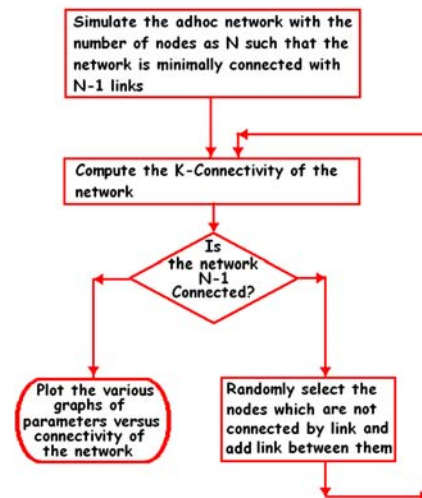 Simulate the adhoc network with the
number of nodes as N such that the
network is minimally connected with
N-1 links
Compute the K-Connectivity of the
network
Is
the network
N-1
Connected?
Plot the various
graphs of
parameters versus
connectivity of
the network
Randomly select the
nodes which are not
connected by link and
add link between them